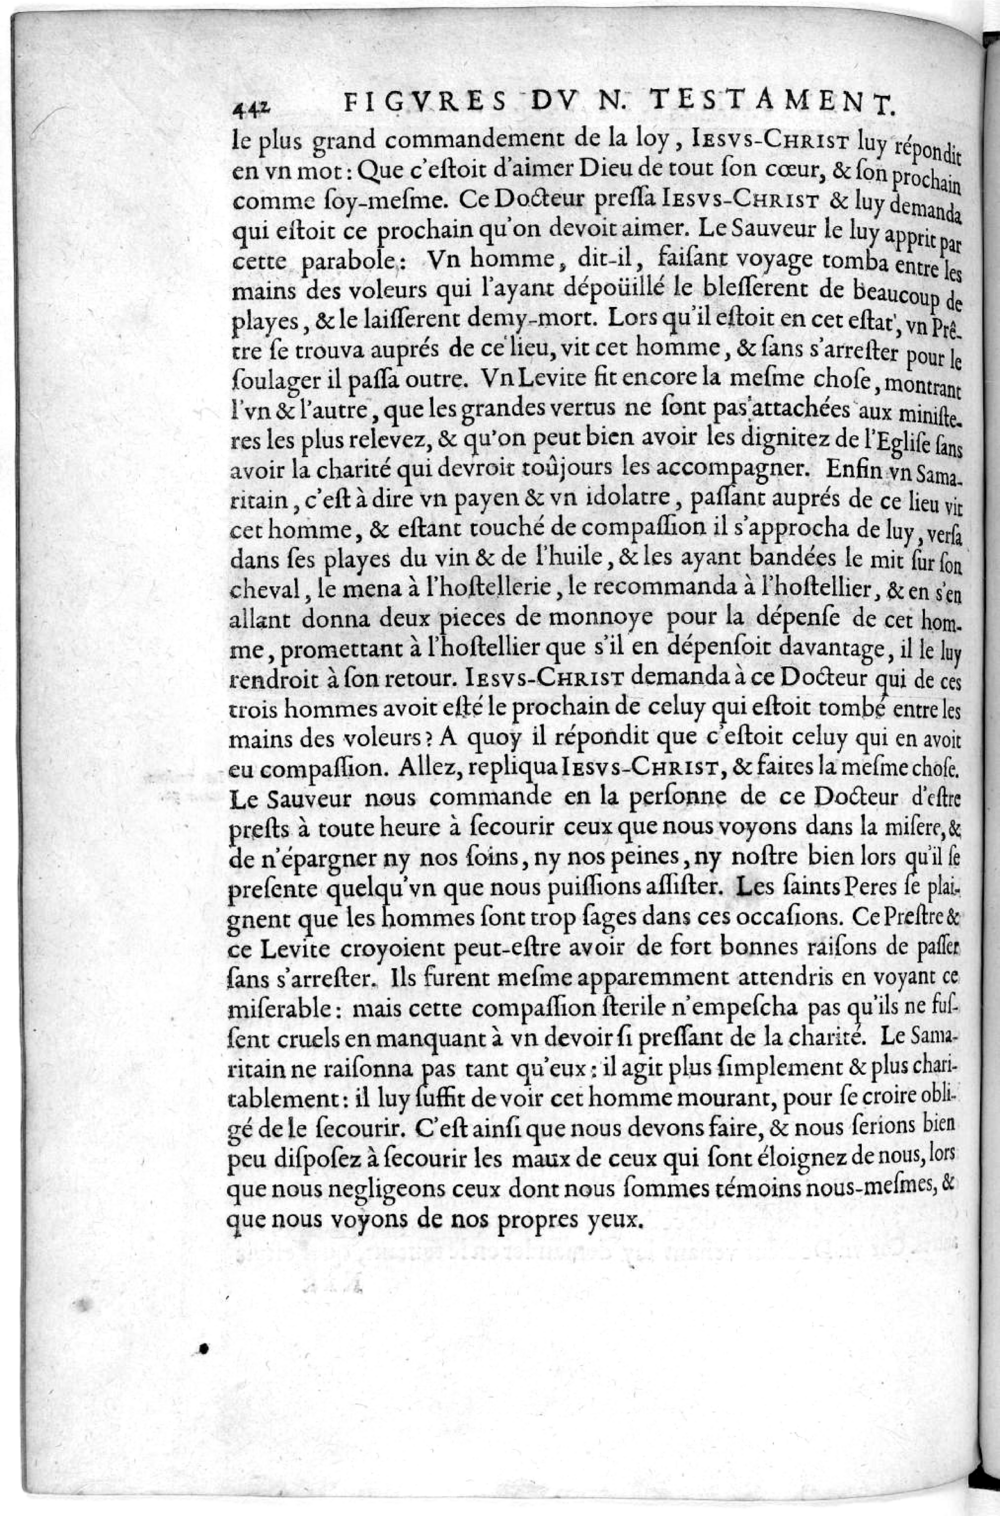 442 FIGVRES DV N. TESTAMENT.
le plus grand commandement de la loy, IESVS-CHRIST luy répondit
en vn mot : Que c'eſtoit d'aimer Dieu de tout ſon cœur, & ſon prochain
comme ſoy-meſme. Ce Docteur preſſa IESVS-CHRIST & luy demanda
qui eſtoit ce prochain qu'on devoit aimer. Le Sauveur le luy apprit par
cette parabole : Vn homme, dit-il, faiſant voyage tomba entre les
mains des voleurs qui l'ayant dépoüillé le bleſſerent de beaucoup de
playes, & le laiſſerent demy-mort. Lors qu'il eſtoit en cet eſtat, vn Prê-
tre ſe trouva auprés de ce lieu, vit cet homme, & ſans s'arreſter pour le
ſoulager il paſſa outre. Vn Levite fit encore la meſme choſe, montrant
l'vn & l'autre, que les grandes vertus ne ſont pas attachées aux miniſte-
res les plus relevez, & qu'on peut bien avoir les dignitez de l'Egliſe ſans
avoir la charité qui devroit toûjours les accompagner. Enfin vn Sama-
ritain, c'eſt à dire vn payen & vn idolatre, paſſant auprés de ce lieu vit
cet homme, & eſtant touché de compaſſion il s'approcha de luy, verſa
dans ſes playes du vin & de l'huile, & les ayant bandées le mit ſur ſon
cheval, le mena à l'hoſtellerie, le recommanda à l'hoſtellier, & en s'en
allant donna deux pieces de monnoye pour la dépenſe de cet hom-
me, promettant à l'hoſtellier que s'il en dépenſoit davantage, il le luy
rendroit à ſon retour. IESVS-CHRIST demanda à ce Docteur qui de ces
trois hommes avoit eſté le prochain de celuy qui eſtoit tombé entre les
mains des voleurs ? A quoy il répondit que c'eſtoit celuy qui en avoit
eu compaſſion. Allez, repliqua IESVS-CHRIST, & faites la meſme choſe.
Le Sauveur nous commande en la perſonne de ce Docteur d'eſtre
preſts à toute heure à ſecourir ceux que nous voyons dans la miſere, &
de n'épargner ny nos ſoins, ny nos peines, ny noſtre bien lors qu'il ſe
preſente quelqu'vn que nous puiſſions aſſiſter. Les ſaints Peres ſe plai-
gnent que les hommes ſont trop ſages dans ces occaſions. Ce Preſtre &
ce Levite croyoient peut-eſtre avoir de fort bonnes raiſons de paſſer
ſans s'arreſter. Ils furent meſme apparemment attendris en voyant ce
miſerable : mais cette compaſſion ſterile n'empeſcha pas qu'ils ne fuſ-
ſent cruels en manquant à vn devoir ſi preſſant de la charité. Le Sama-
ritain ne raiſonna pas tant qu'eux : il agit plus ſimplement & plus chari-
tablement : il luy ſuffit de voir cet homme mourant, pour ſe croire obli-
gé de le ſecourir. C'eſt ainſi que nous devons faire, & nous ſerions bien
peu diſpoſez à ſecourir les maux de ceux qui ſont éloignez de nous, lors
que nous negligeons ceux dont nous ſommes témoins nous-meſmes, &
que nous voyons de nos propres yeux.